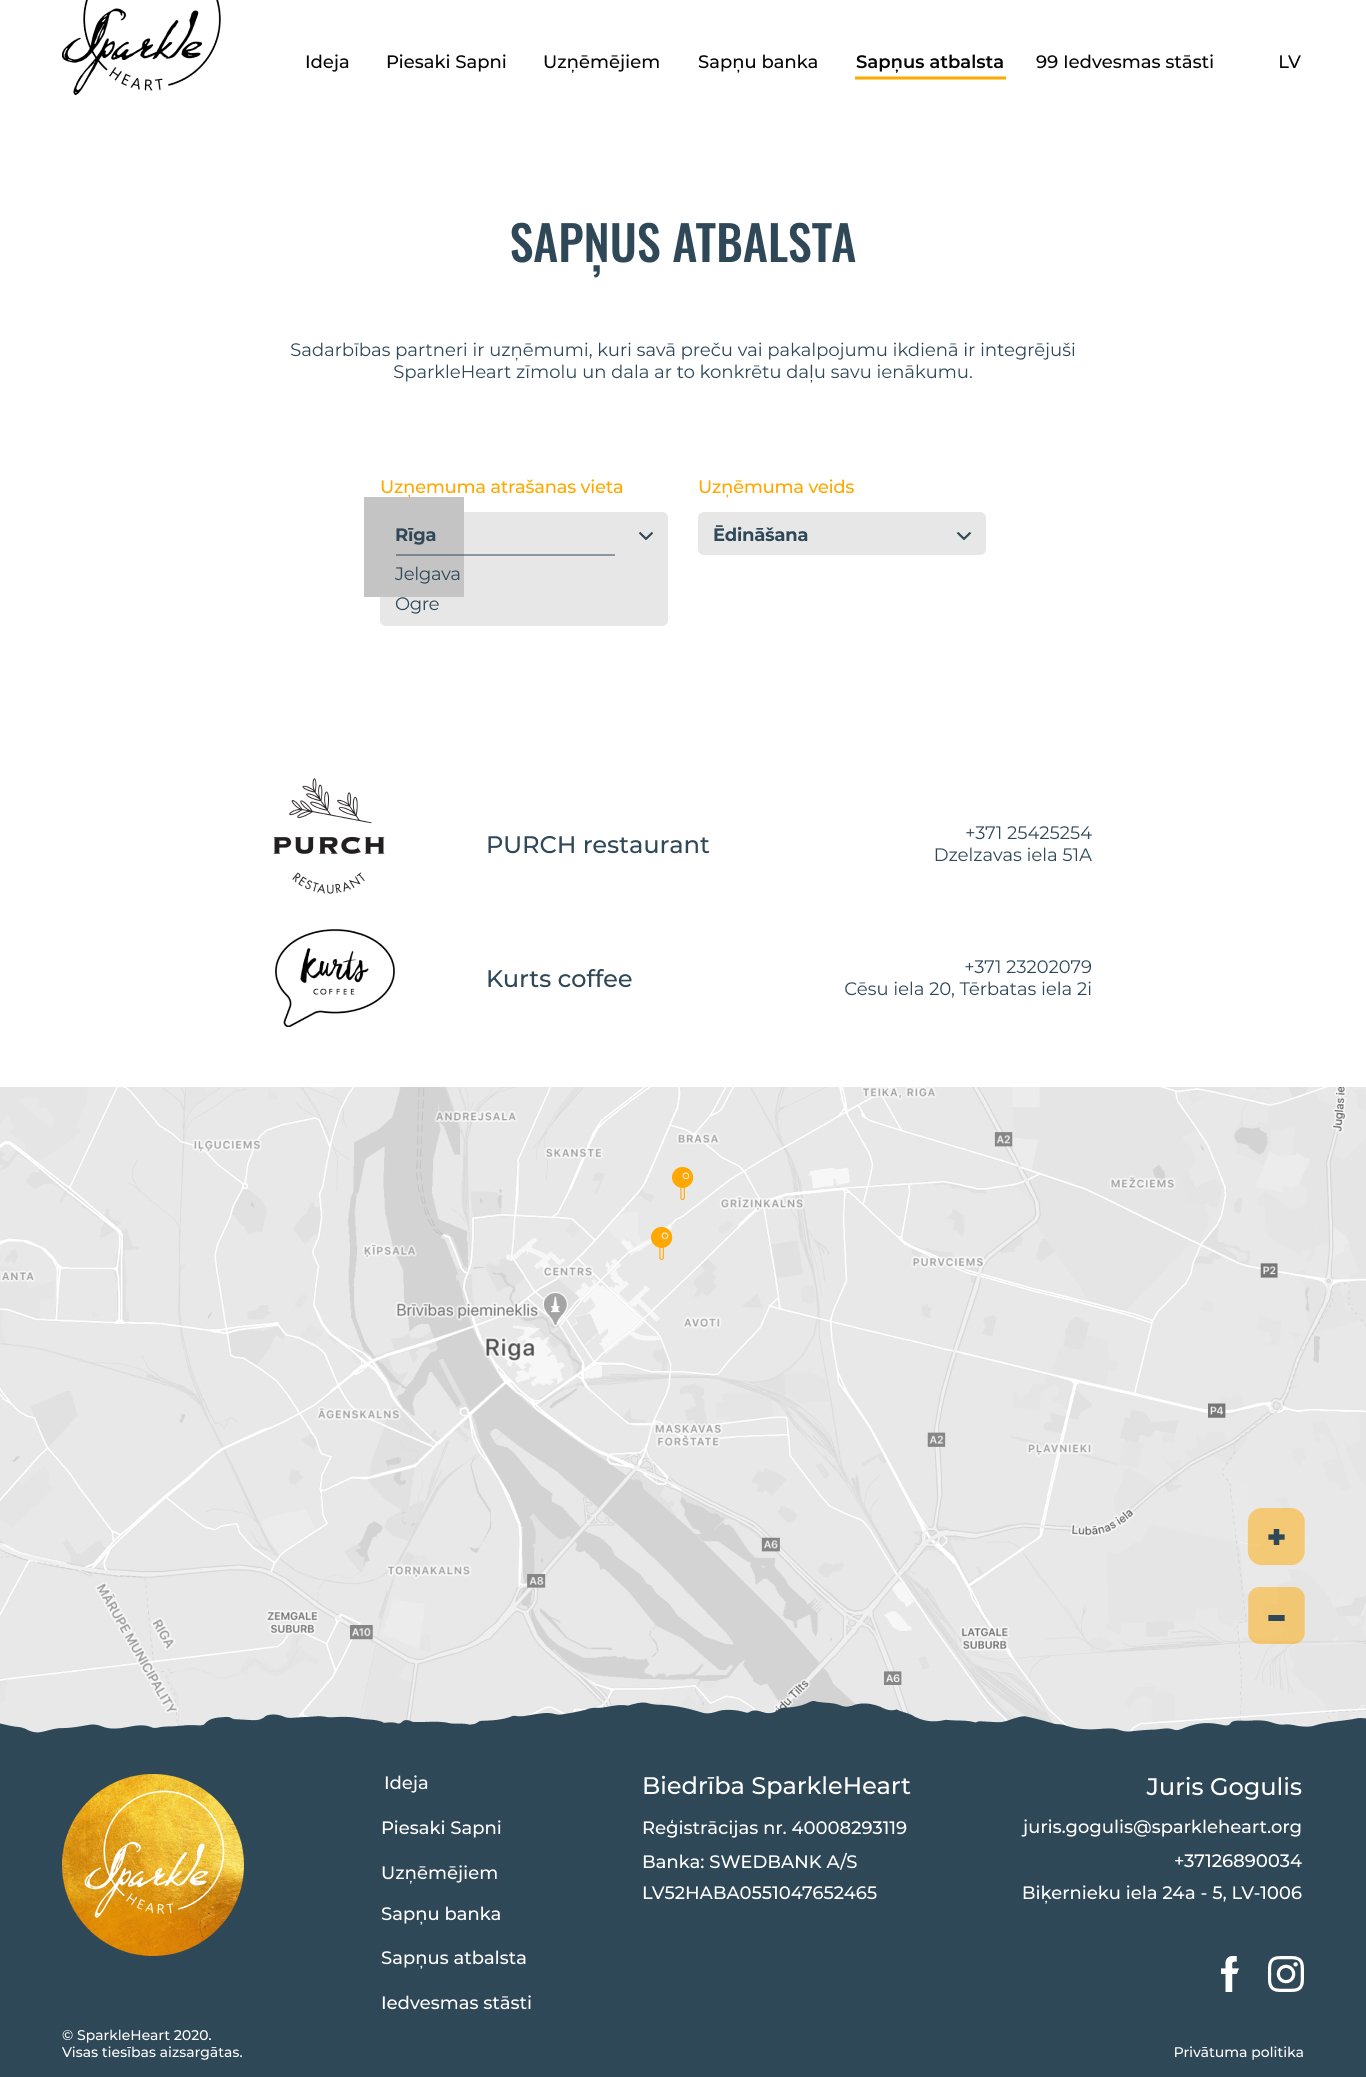 Sparkle
HEART
Ideja
Piesaki Sapni
Uzņēmējiem
Sapņu banka
Sapņus atbalsta
99 Iedvesmas stāsti
LV
SAPŅUS ATBALSTA
Sadarbības partneri ir uzņēmumi, kuri savā preču vai pakalpojumu ikdienā ir integrējuši
SparkleHeart zīmolu un dala ar to konkrētu daļu savu ienākumu.
Uzņemuma atrašanas vieta
Uzņēmuma veids
Rīga
Jelgava
Ogre
Ēdināšana
PURCH
RESTAURANT
PURCH restaurant
+371 25425254
Dzelzavas iela 51A
kurts
COFFEE
Kurts coffee
+371 23202079
Cēsu iela 20, Tērbatas iela 2i
TEIKA, RIGA
Juglas ie
ANDREJSALA
IĻĢUCIEMS
SKANSTE
BRASA
A2
MEŽCIEMS
GRĪZIŅKALNS
ĶĪPSALA
CENTRS
PURVCIEMS
P2
ANTA
Brīvības piemineklis
AVOTI
Riga
ĀGENSKALNS
MASKAVAS
FORŠTATE
A2
P4
PĻAVNIEKI
Lubānas iela
+
A6
TORNAKALNS
A8
MĀRUPE MUNICIPALITY
RIGA
ZEMGALE
SUBURB
A10
-
LATGALE
SUBURB
A6
du Tilts
Sparkle
HEART
Ideja
Piesaki Sapni
Uzņēmējiem
Sapņu banka
Sapņus atbalsta
Iedvesmas stāsti
Biedrība SparkleHeart
Reģistrācijas nr. 40008293119
Banka: SWEDBANK A/S
LV52HABA0551047652465
Juris Gogulis
juris.gogulis@sparkleheart.org
+37126890034
Biķernieku iela 24a - 5, LV-1006
© SparkleHeart 2020.
Visas tiesības aizsargātas.
Privātuma politika